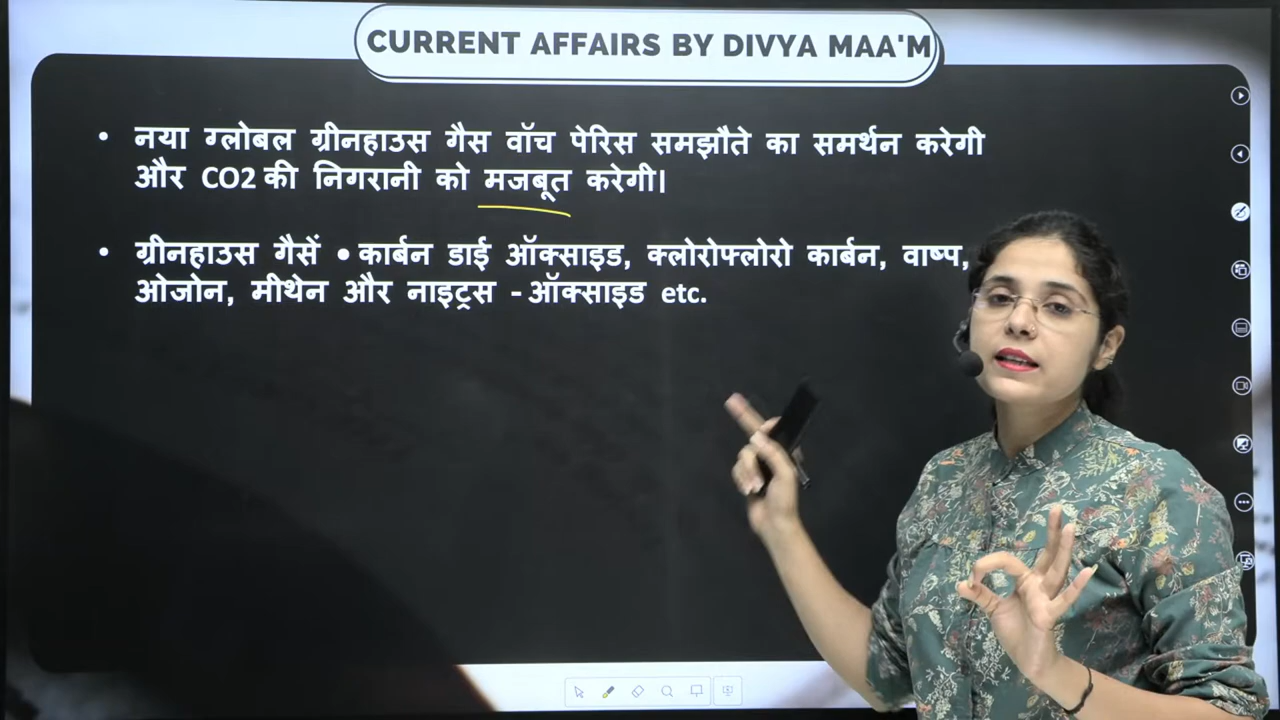 CURRENT AFFAIRS BY DIVYA MAA'M
• नया ग्लोबल ग्रीनहाउस गैस वॉच पेरिस समझौते का समर्थन करेगी
और CO2 की निगरानी को मजबूत करेगी।
• ग्रीनहाउस गैसें • कार्बन डाई ऑक्साइड, क्लोरोफ्लोरो कार्बन, वाष्प,
ओजोन, मीथेन और नाइट्रस - ऑक्साइड etc.